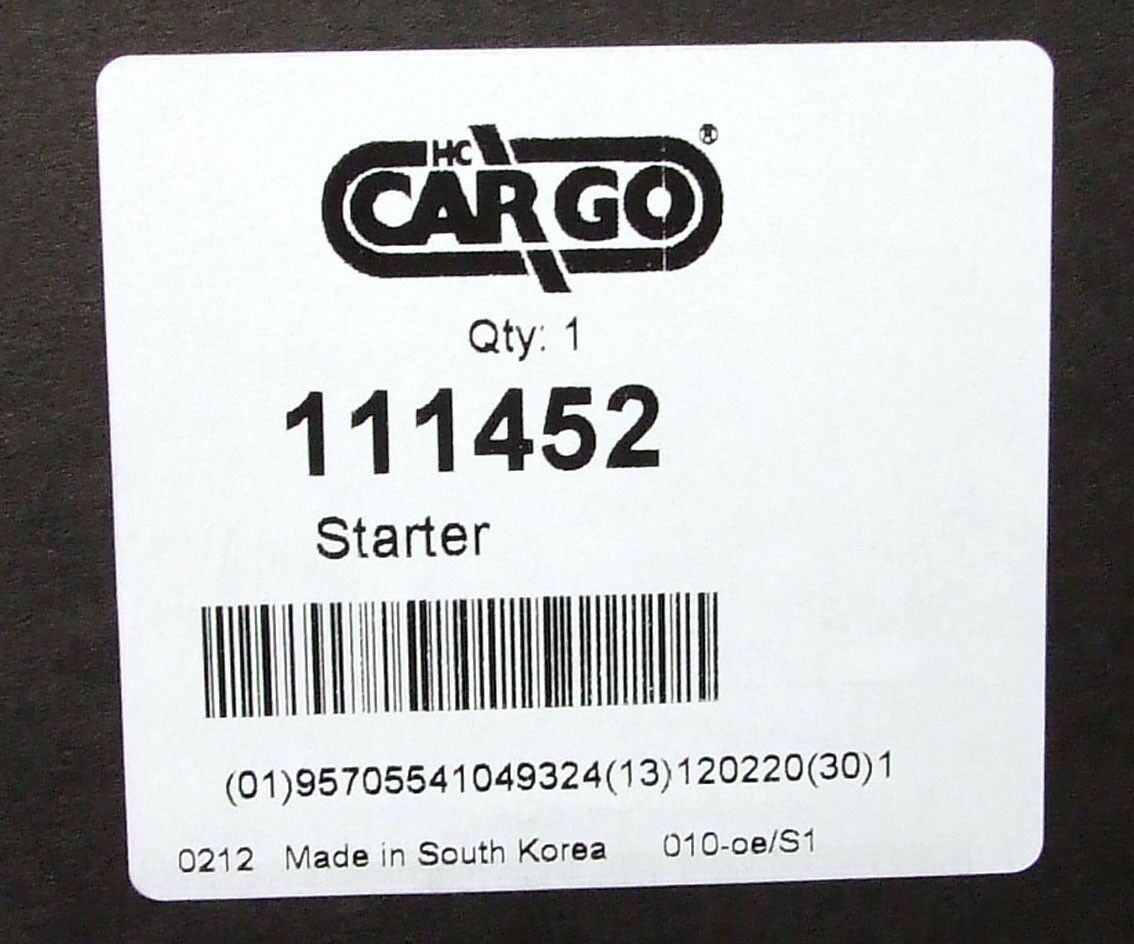 HC
CARGO®
Qty: 1
111452
Starter
(01)95705541049324(13)120220(30)1
0212 Made in South Korea 010-oe/S1